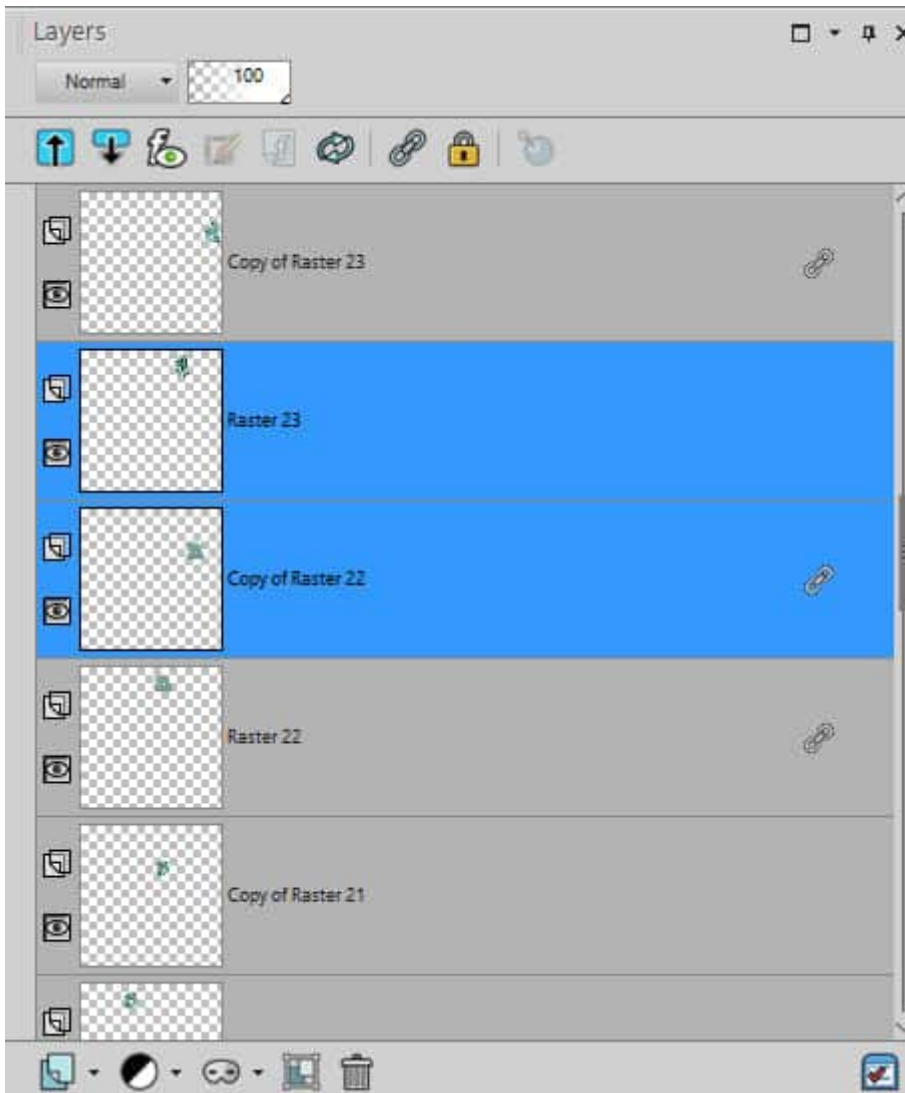 Layers
Normal
100
Copy of Raster 23
Raster 23
Copy of Raster 22
Raster 22
Copy of Raster 21